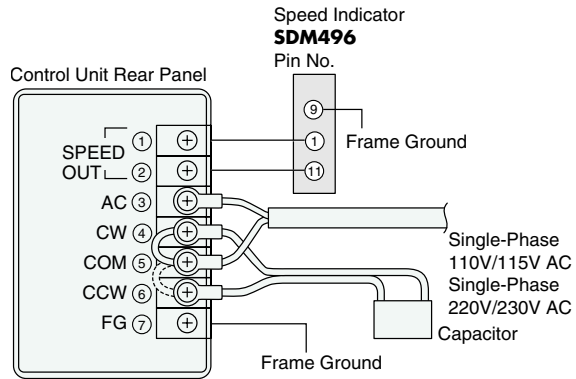 Speed Indicator
SDM496
Pin No.
Control Unit Rear Panel
9
Frame Ground
1
11
SPEED
OUT
1
2
AC 3
CW 4
COM 5
CCW 6
FG 7
Single-Phase
110V/115V AC
Single-Phase
220V/230V AC
Capacitor
Frame Ground